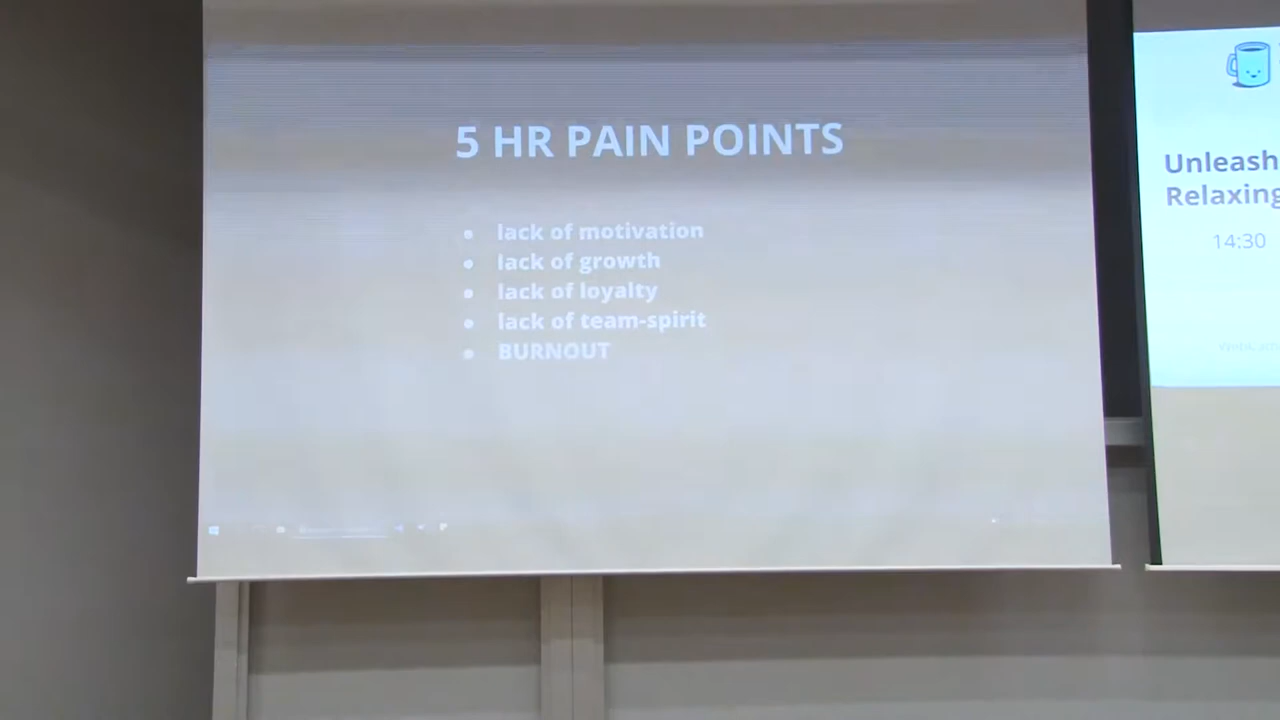 5 HR PAIN POINTS
lack of motivation
lack of growth
lack of loyalty
lack of team-spirit
BURNOUT
Unleash
Relaxing
14:30